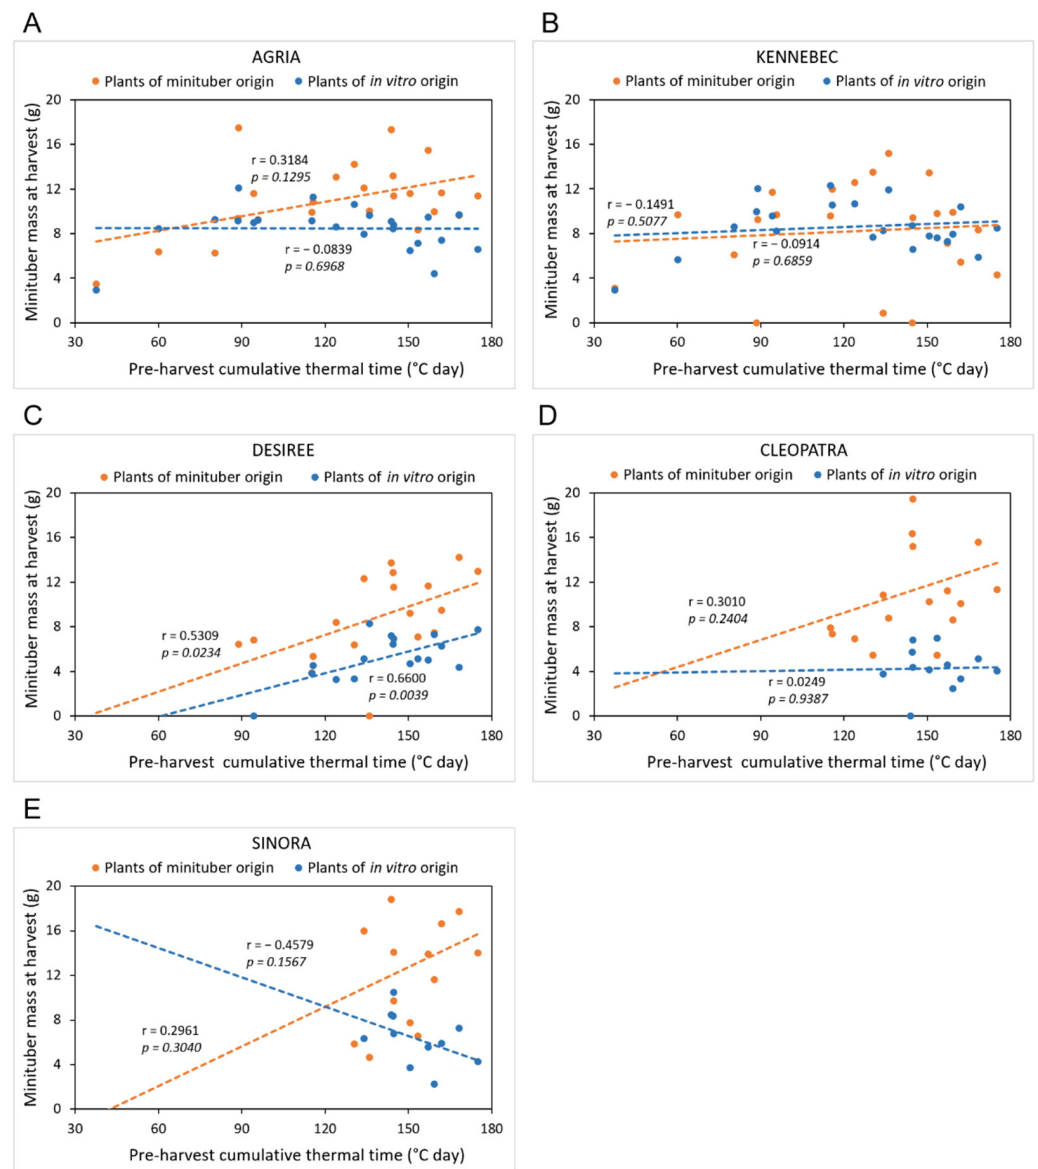 A
AGRIA
Plants of minituber origin Plants of in vitro origin
Minituber mass at harvest (g)
20
16
12
8
4
0
r = 0.3184
p = 0.1295
r = − 0.0839
p = 0.6968
30 60 90 120 150 180
Pre-harvest cumulative thermal time (°C day)
B
KENNEBEC
Plants of minituber origin Plants of in vitro origin
Minituber mass at harvest (g)
20
16
12
8
4
0
r = − 0.1491
p = 0.5077
r = − 0.0914
p = 0.6859
30 60 90 120 150 180
Pre-harvest cumulative thermal time (°C day)
C
DESIREE
Plants of minituber origin Plants of in vitro origin
Minituber mass at harvest (g)
20
16
12
8
4
0
r = 0.5309
p = 0.0234
r = 0.6600
p = 0.0039
30 60 90 120 150 180
Pre-harvest cumulative thermal time (°C day)
D
CLEOPATRA
Plants of minituber origin Plants of in vitro origin
Minituber mass at harvest (g)
20
16
12
8
4
0
r = 0.3010
p = 0.2404
r = 0.0249
p = 0.9387
30 60 90 120 150 180
Pre-harvest cumulative thermal time (°C day)
E
SINORA
Plants of minituber origin Plants of in vitro origin
Minituber mass at harvest (g)
20
16
12
8
4
0
r = − 0.4579
p = 0.1567
r = 0.2961
p = 0.3040
30 60 90 120 150 180
Pre-harvest cumulative thermal time (°C day)